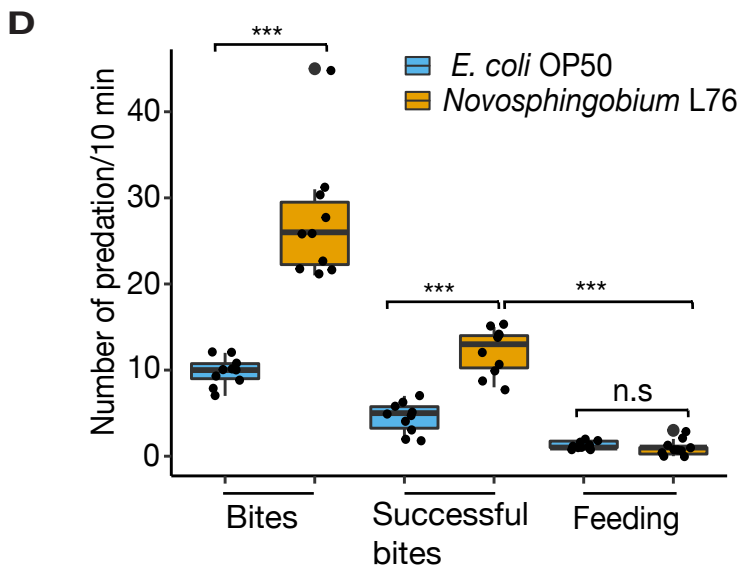 D
***
E. coli OP50
Novosphingobium L76
Number of predation/10 min
40
30
20
10
0
***
***
n.s
Bites
Successful
bites
Feeding